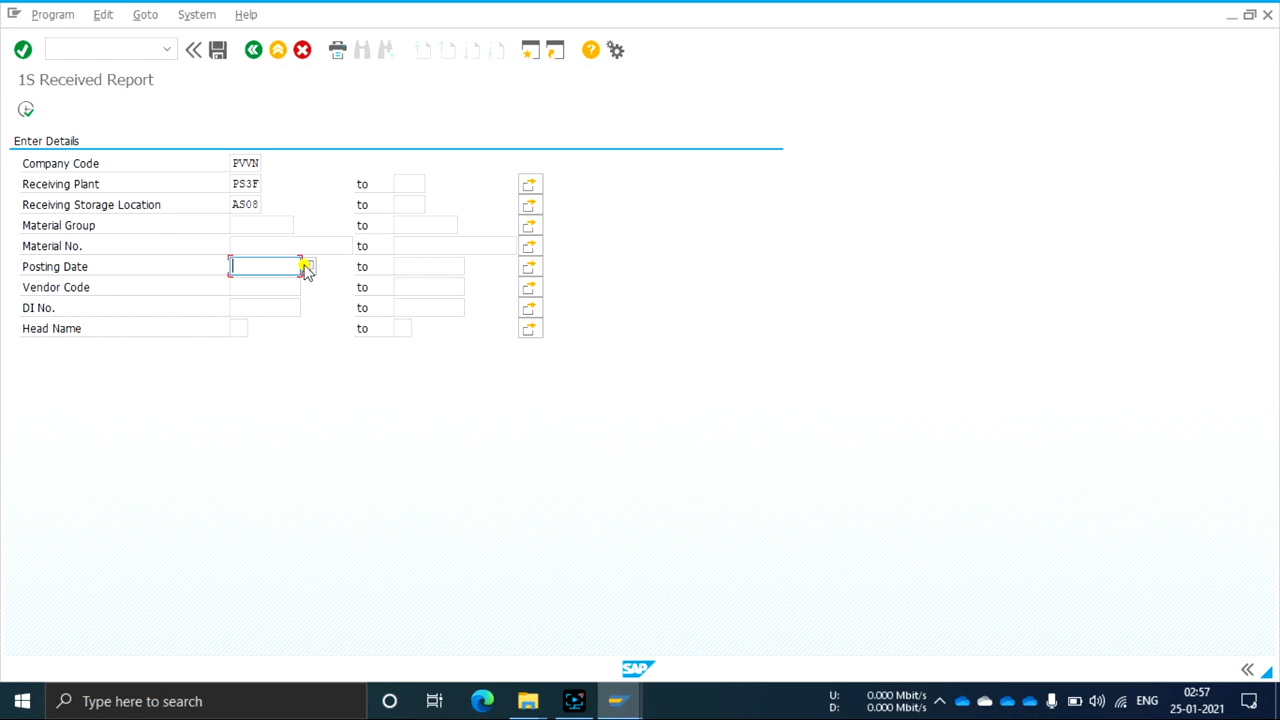 Program Edit Goto System Help
1S Received Report
Enter Details
Company Code PVVN
Receiving Plant PS3F to
Receiving Storage Location AS08 to
Material Group to
Material No. to
Posting Date to
Vendor Code to
DI No. to
Head Name to
SAP
Type here to search
U: 0.000 Mbit/s
D: 0.000 Mbit/s
ENG
02:57
25-01-2021